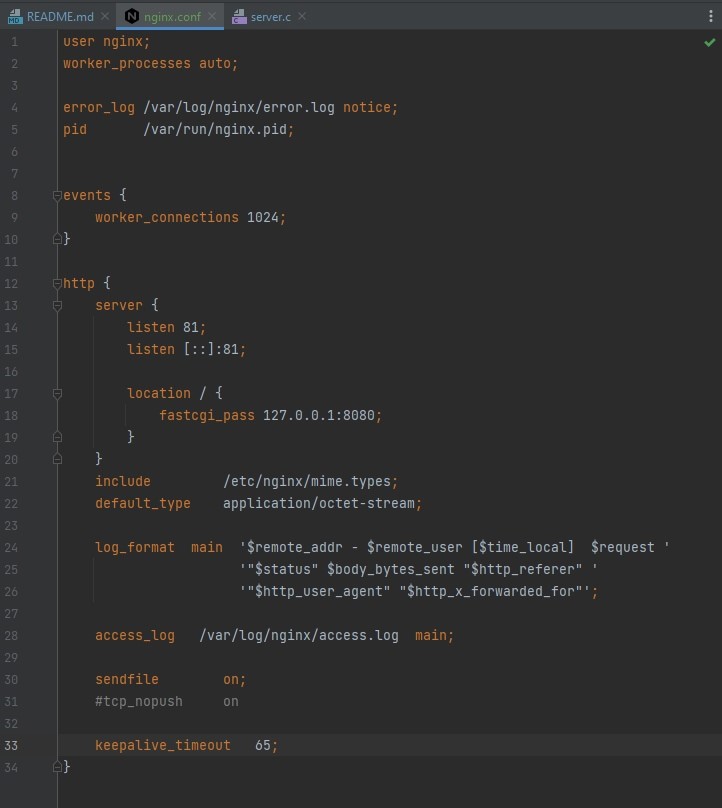 README.md nginx.conf server.c
1 user nginx;
2 worker_processes auto;
3
4 error_log /var/log/nginx/error.log notice;
5 pid       /var/run/nginx.pid;
6
7
8 events {
9     worker_connections 1024;
10 }
11
12 http {
13     server {
14         listen 81;
15         listen [::]:81;
16
17         location / {
18             fastcgi_pass 127.0.0.1:8080;
19         }
20     }
21     include         /etc/nginx/mime.types;
22     default_type    application/octet-stream;
23
24     log_format  main  '$remote_addr - $remote_user [$time_local]  $request '
25                       '"$status" $body_bytes_sent "$http_referer" '
26                       '"$http_user_agent" "$http_x_forwarded_for"';
27
28     access_log   /var/log/nginx/access.log  main;
29
30     sendfile        on;
31     #tcp_nopush     on
32
33     keepalive_timeout   65;
34 }